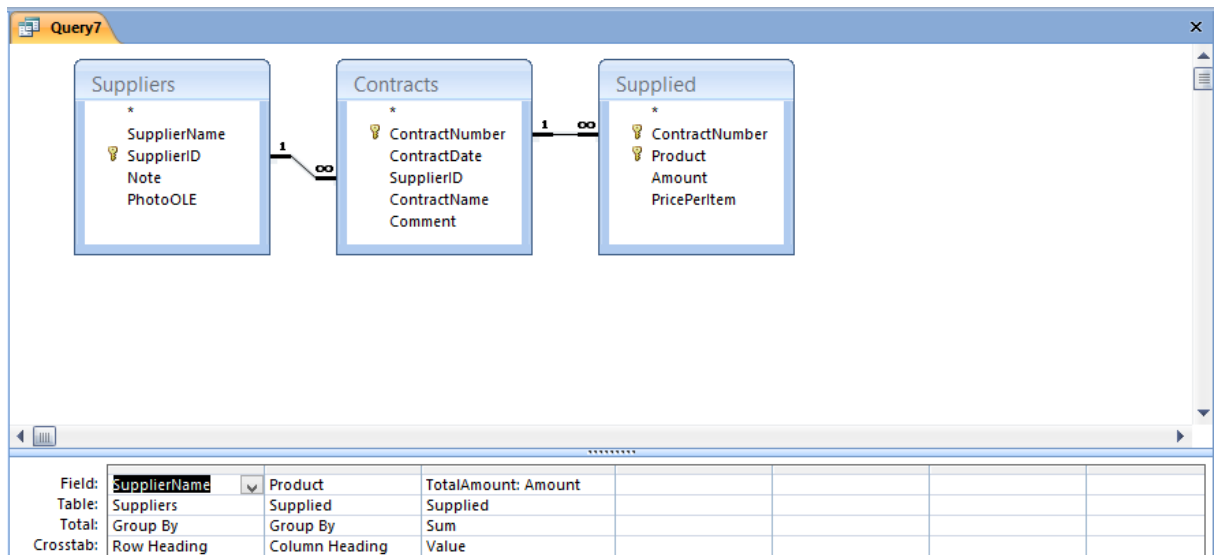 Query7
Suppliers
*
SupplierName
SupplierID
Note
PhotoOLE
1
∞
Contracts
*
ContractNumber
ContractDate
SupplierID
ContractName
Comment
1
∞
Supplied
*
ContractNumber
Product
Amount
PricePerItem
Field: SupplierName Product TotalAmount: Amount
Table: Suppliers Supplied Supplied
Total: Group By Group By Sum
Crosstab: Row Heading Column Heading Value